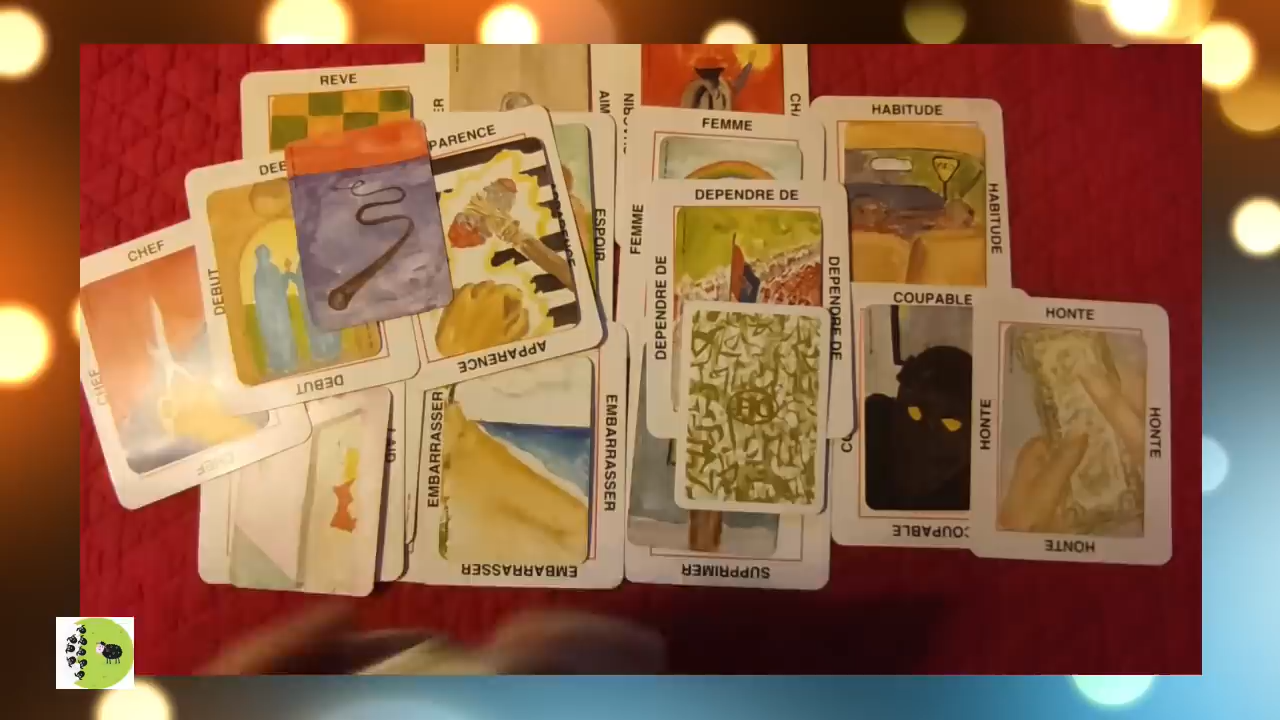 REVE
FEMME
HABITUDE
HABITUDE
ESPOIR
FEMME
DEPENDRE DE
DEPENDRE DE
DEPENDRE DE
CHEF
CHEF
CHEF
DEBUT
DEBUT
APPARENCE
EMBARRASSER
EMBARRASSER
EMBARRASSER
SUPPRIMER
COUPABLE
COUPABLE
HONTE
HONTE
HONTE
HONTE